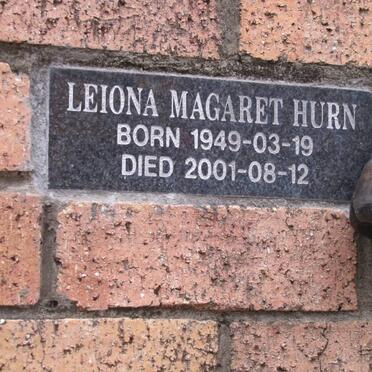 LEIONA MAGARET HURN
BORN 1949-03-19
DIED 2001-08-12